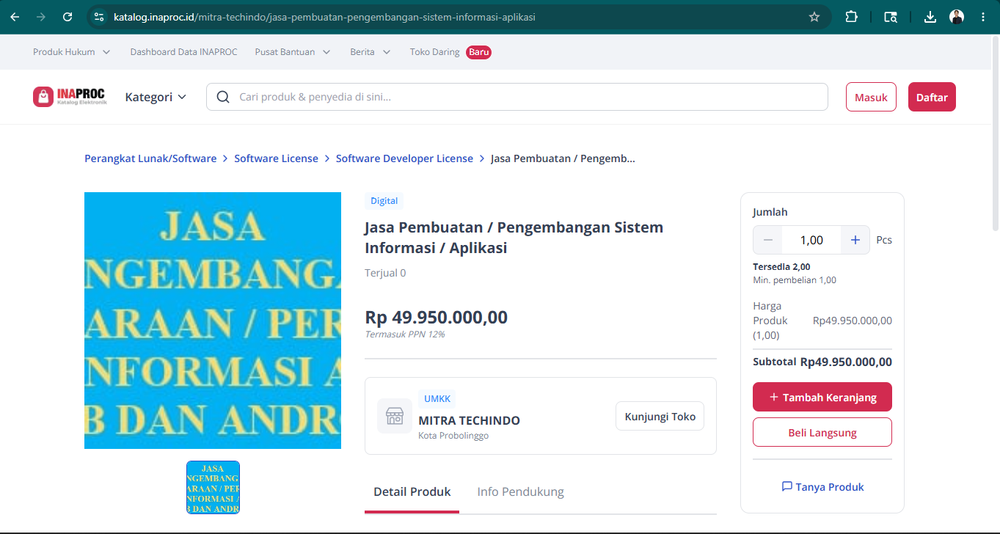 katalog.inaproc.id/mitra-techindo/jasa-pembuatan-pengembangan-sistem-informasi-aplikasi
Produk Hukum Dashboard Data INAPROC Pusat Bantuan Berita Toko Daring Baru
INAPROC
Katalog Elektronik
Kategori
Cari produk & penyedia di sini...
Masuk
Daftar
Perangkat Lunak/Software > Software License > Software Developer License > Jasa Pembuatan / Pengemb...
JASA
NGEMBANGA
ARAAN / PER
NFORMASI A
B DAN ANDR
JASA
NGEMBANG
ARAAN / PER
NFORMASI A
B DAN ANDR
Digital
Jasa Pembuatan / Pengembangan Sistem
Informasi / Aplikasi
Terjual 0
Rp 49.950.000,00
Termasuk PPN 12%
UMKK
MITRA TECHINDO
Kota Probolinggo
Kunjungi Toko
Detail Produk Info Pendukung
Jumlah
− 1,00 + Pcs
Tersedia 2,00
Min. pembelian 1,00
Harga
Produk Rp49.950.000,00
(1,00)
Subtotal Rp49.950.000,00
+ Tambah Keranjang
Beli Langsung
Tanya Produk